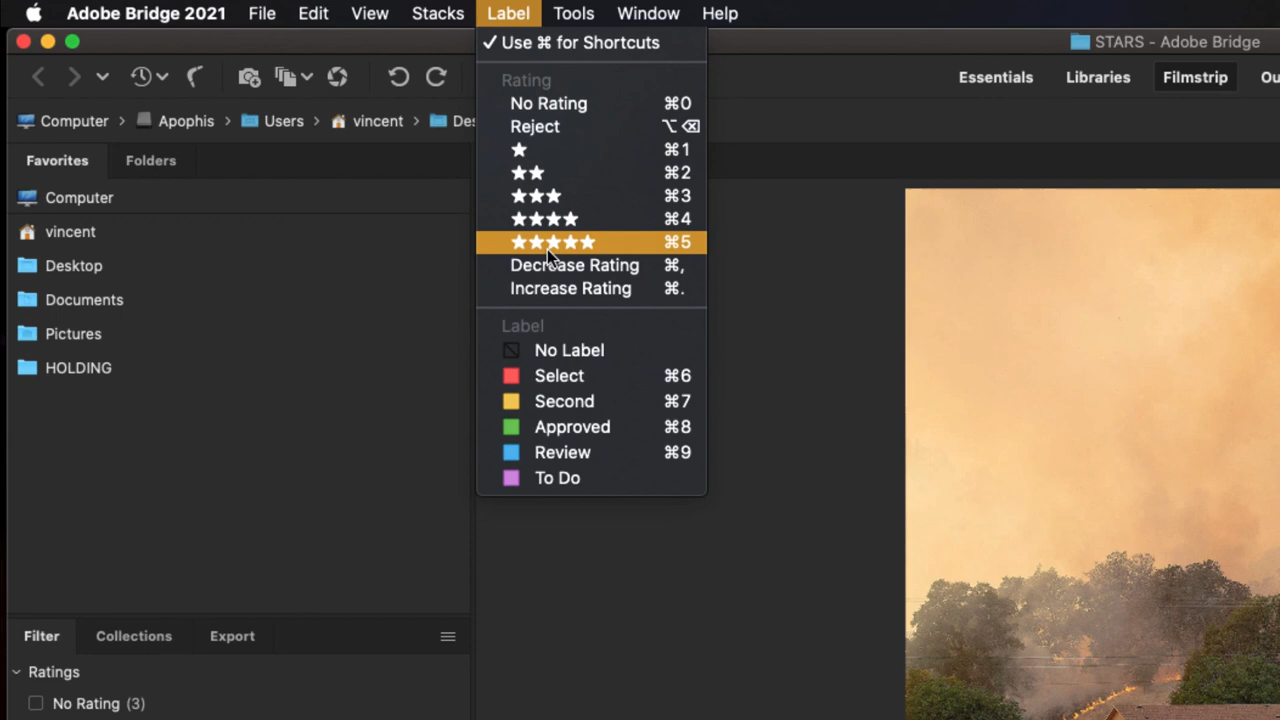 Adobe Bridge 2021 File Edit View Stacks Label Tools Window Help
STARS - Adobe Bridge
Essentials Libraries Filmstrip
Computer > Apophis > Users > vincent >
Favorites Folders
Computer
vincent
Desktop
Documents
Pictures
HOLDING
✓ Use ⌘ for Shortcuts
Rating
No Rating ⌘0
Reject ⌥⌫
★ ⌘1
★★ ⌘2
★★★ ⌘3
★★★★ ⌘4
★★★★★ ⌘5
Decrease Rating ⌘,
Increase Rating ⌘.
Label
No Label
Select ⌘6
Second ⌘7
Approved ⌘8
Review ⌘9
To Do
Filter Collections Export
Ratings
No Rating (3)